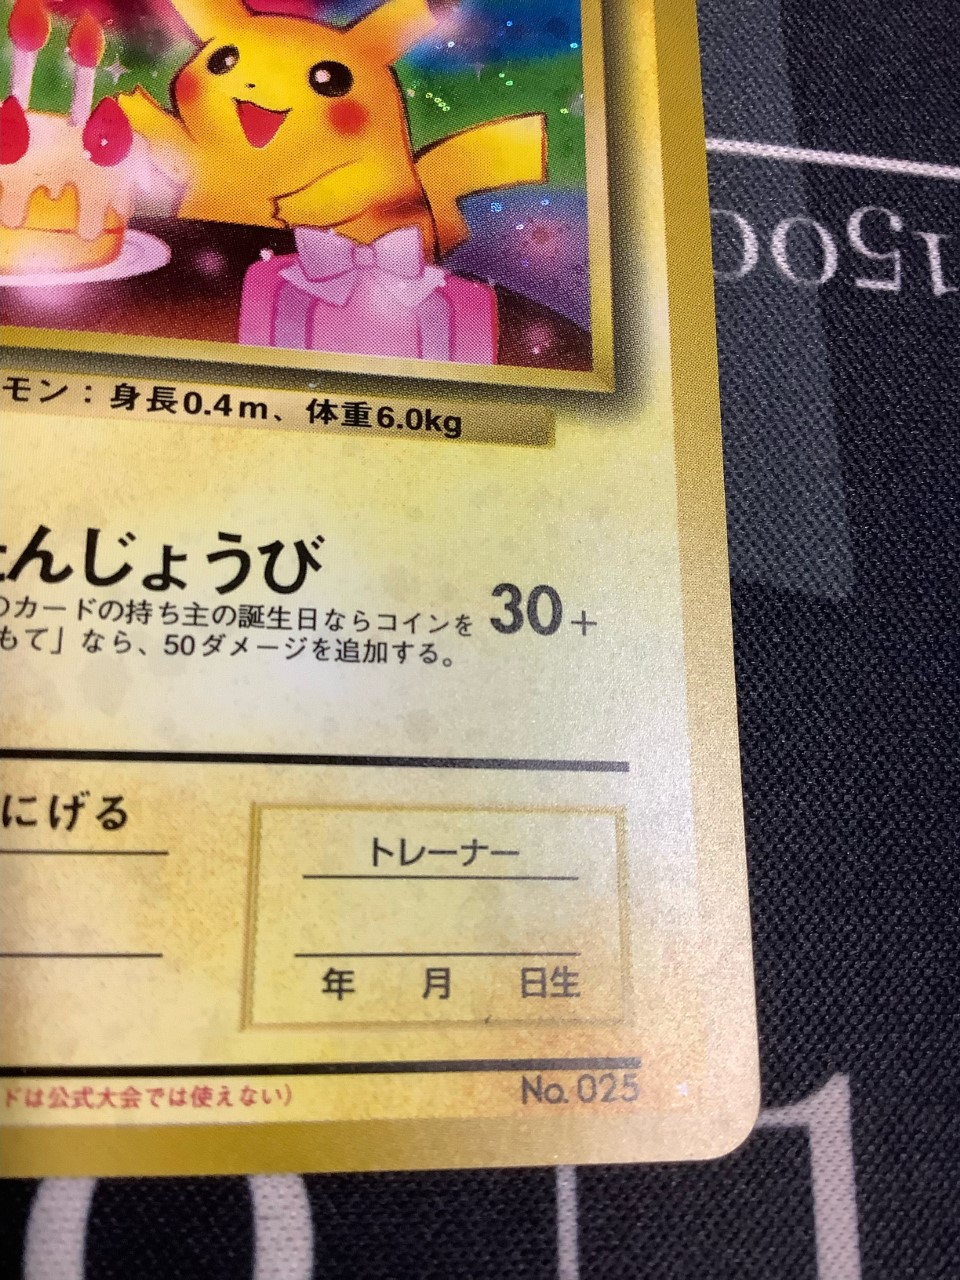 1500
モン：身長0.4m、体重6.0kg
んじょうび
のカードの持ち主の誕生日ならコインを
30+
もて」なら、50ダメージを追加する。
にげる
トレーナー
年 月 日生
ドは公式大会では使えない）
No.025